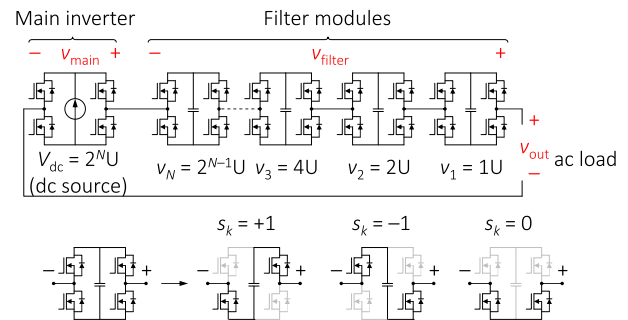 Main inverter Filter modules
− v_main + − v_filter +
+
V_dc = 2^N U v_N = 2^{N−1}U v_3 = 4U v_2 = 2U v_1 = 1U v_out ac load
(dc source) −
s_k = +1 s_k = −1 s_k = 0
− + − + − + − +